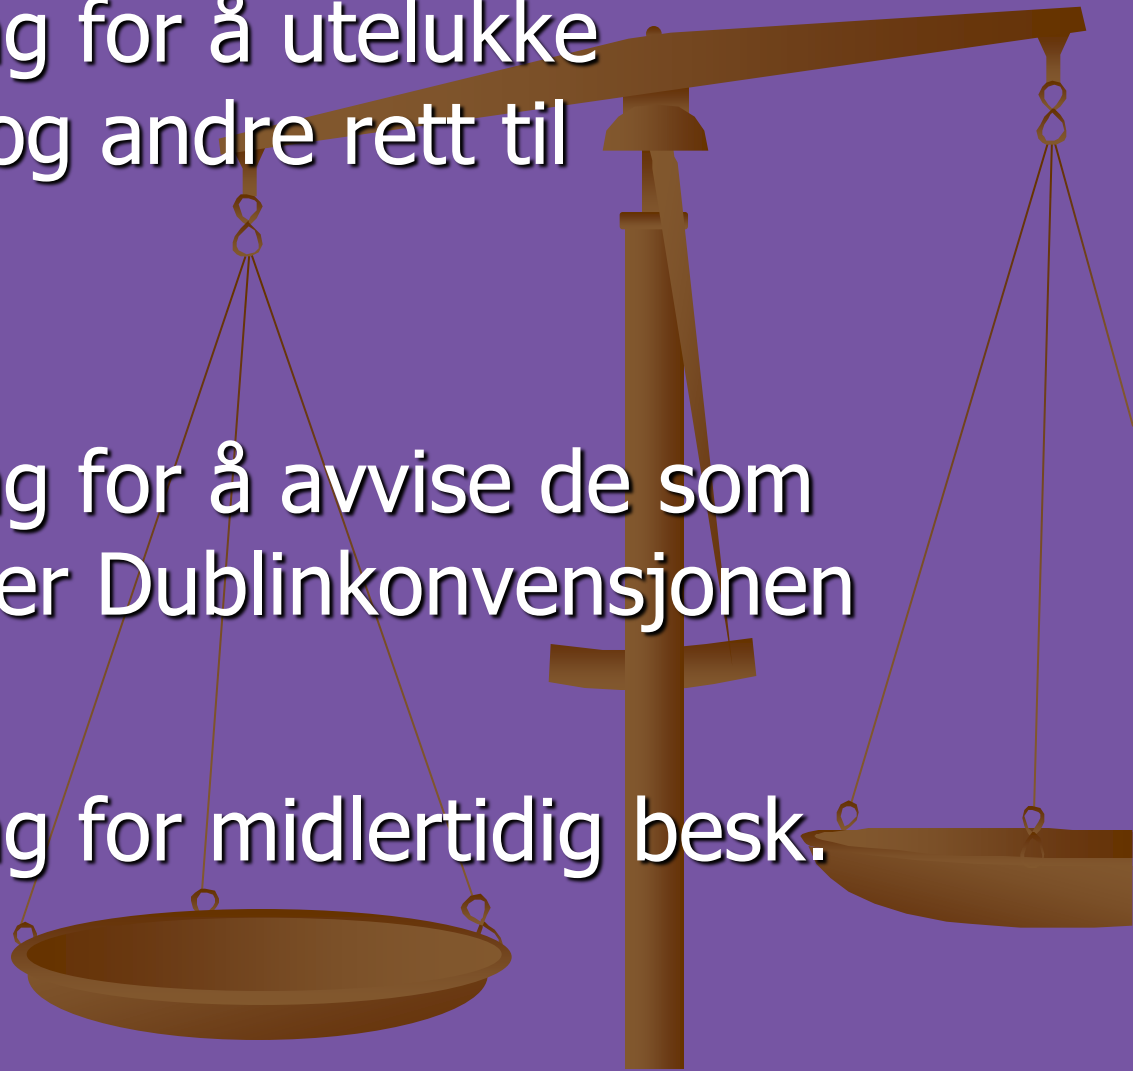 g for å utelukke
og andre rett til
g for å avvise de som
er Dublinkonvensjonen
g for midlertidig besk.